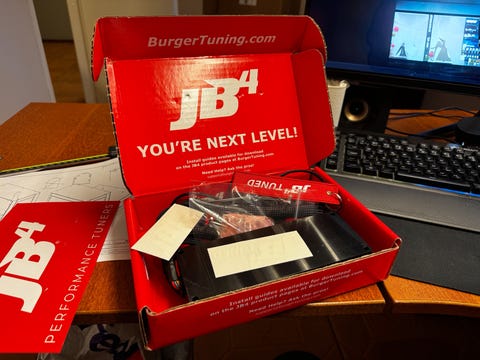 BurgerTuning.com
JB4
YOU'RE NEXT LEVEL!
Install guides available for download
on the JB4 product pages at BurgerTuning.com
Need Help? Ask the pros!
JB4 TUNED
JB4
PERFORMANCE TUNERS
Install guides available for download
on the JB4 product pages at BurgerTuning.com
Need Help? Ask the pros!